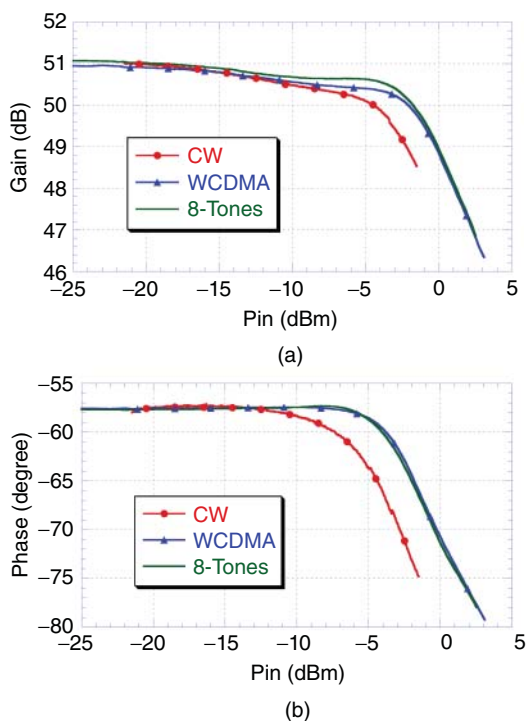 52
51
50
49
48
47
46
Gain (dB)
CW
WCDMA
8-Tones
−25 −20 −15 −10 −5 0 5
Pin (dBm)
(a)
−55
−60
−65
−70
−75
−80
Phase (degree)
CW
WCDMA
8-Tones
−25 −20 −15 −10 −5 0 5
Pin (dBm)
(b)